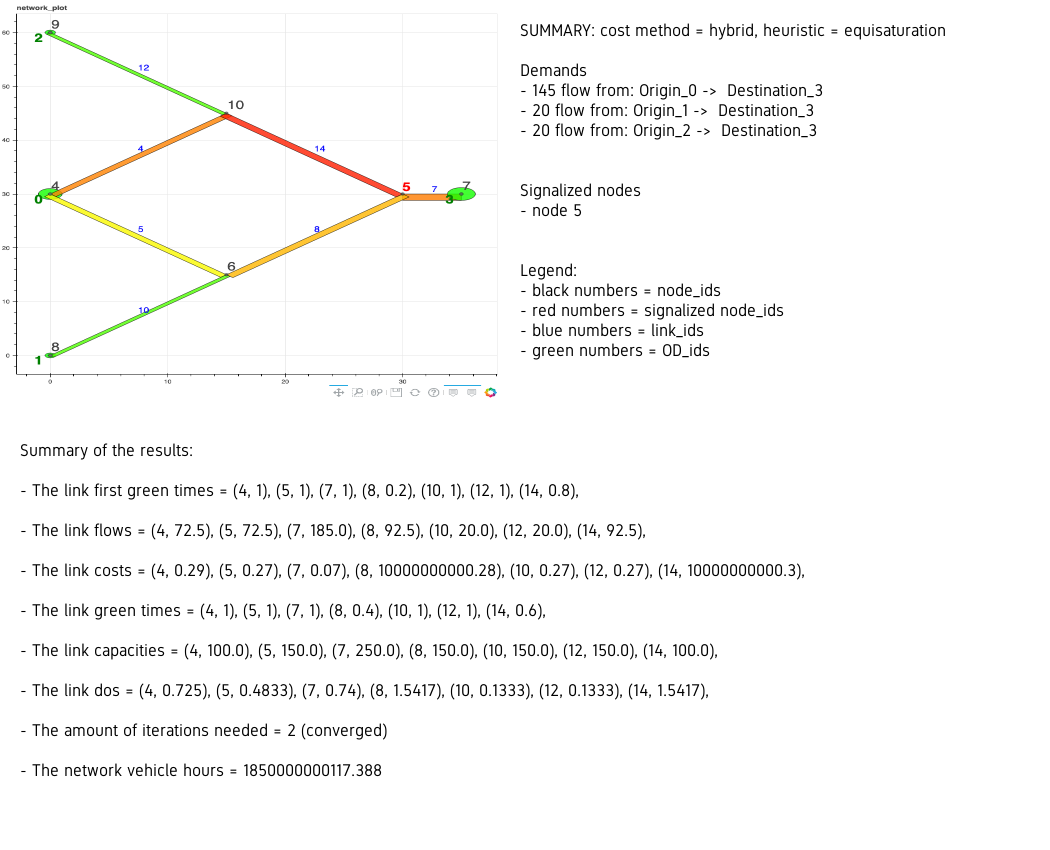 network_plot
SUMMARY: cost method = hybrid, heuristic = equisaturation
Demands
- 145 flow from: Origin_0 -> Destination_3
- 20 flow from: Origin_1 -> Destination_3
- 20 flow from: Origin_2 -> Destination_3
Signalized nodes
- node 5
Legend:
- black numbers = node_ids
- red numbers = signalized node_ids
- blue numbers = link_ids
- green numbers = OD_ids
60
50
40
30
20
10
0
0
10
20
30
9
2
12
10
4
14
4
0
5
7
7
3
5
8
6
10
8
1
Summary of the results:
- The link first green times = (4, 1), (5, 1), (7, 1), (8, 0.2), (10, 1), (12, 1), (14, 0.8),
- The link flows = (4, 72.5), (5, 72.5), (7, 185.0), (8, 92.5), (10, 20.0), (12, 20.0), (14, 92.5),
- The link costs = (4, 0.29), (5, 0.27), (7, 0.07), (8, 10000000000.28), (10, 0.27), (12, 0.27), (14, 10000000000.3),
- The link green times = (4, 1), (5, 1), (7, 1), (8, 0.4), (10, 1), (12, 1), (14, 0.6),
- The link capacities = (4, 100.0), (5, 150.0), (7, 250.0), (8, 150.0), (10, 150.0), (12, 150.0), (14, 100.0),
- The link dos = (4, 0.725), (5, 0.4833), (7, 0.74), (8, 1.5417), (10, 0.1333), (12, 0.1333), (14, 1.5417),
- The amount of iterations needed = 2 (converged)
- The network vehicle hours = 1850000000117.388